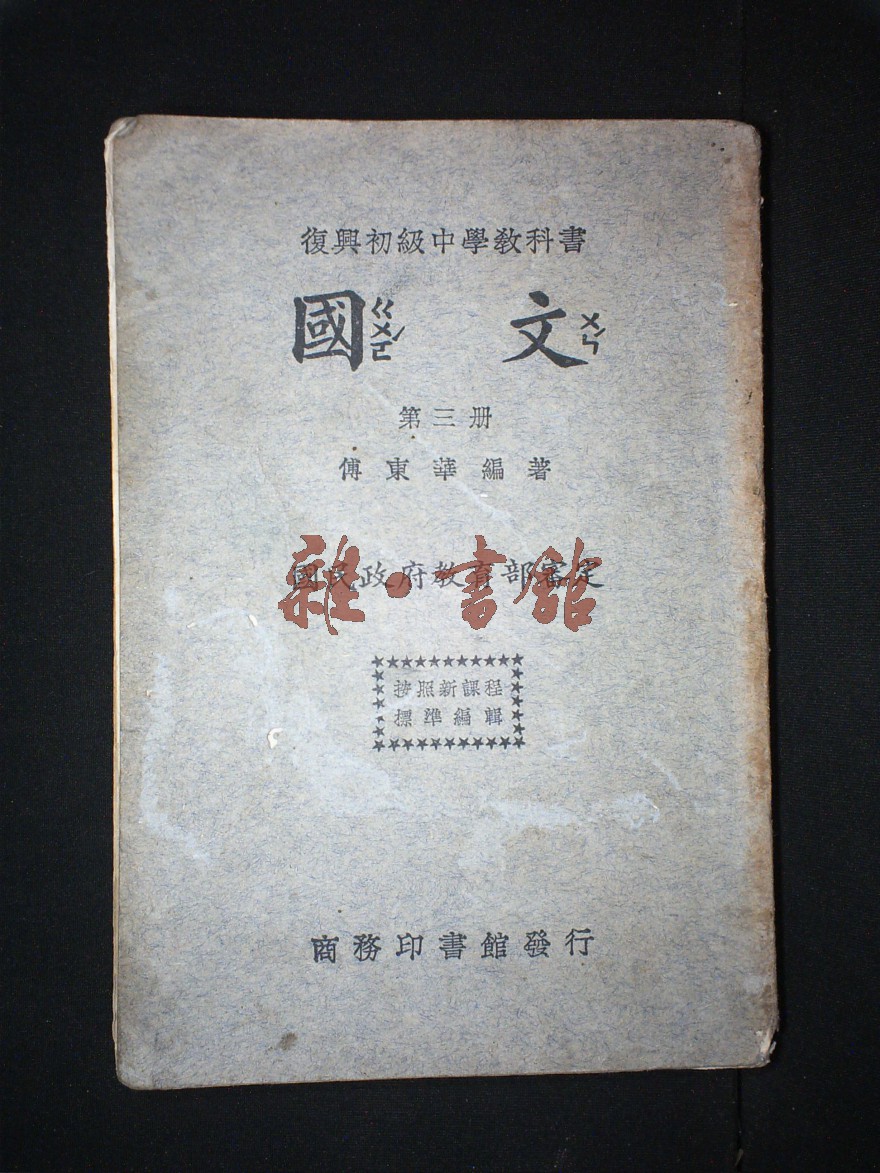 復興初級中學教科書
國ㄍㄨㄛˊ 文ㄨㄣˊ
第三册
傅東華編著
國民政府教育部審定
雜·書館
按照新課程
標準編輯
商務印書館發行